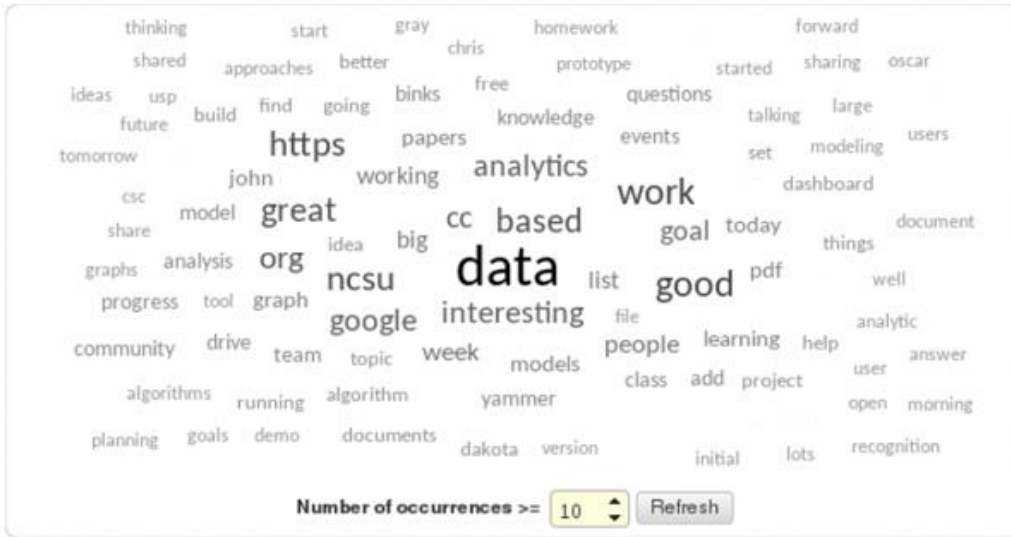 thinking start gray homework forward
shared approaches better chris prototype started sharing oscar
ideas usp build find going binks free questions talking large
future https papers knowledge events set modeling users
tomorrow john working analytics work dashboard
csc model great cc based goal today document
share idea big things
graphs analysis org ncsu data list good pdf well
progress tool graph google interesting file analytic
community drive team topic week models people learning help user answer
algorithms running algorithm yammer class add project open morning
planning goals demo documents dakota version initial lots recognition
Number of occurrences >= 10 Refresh